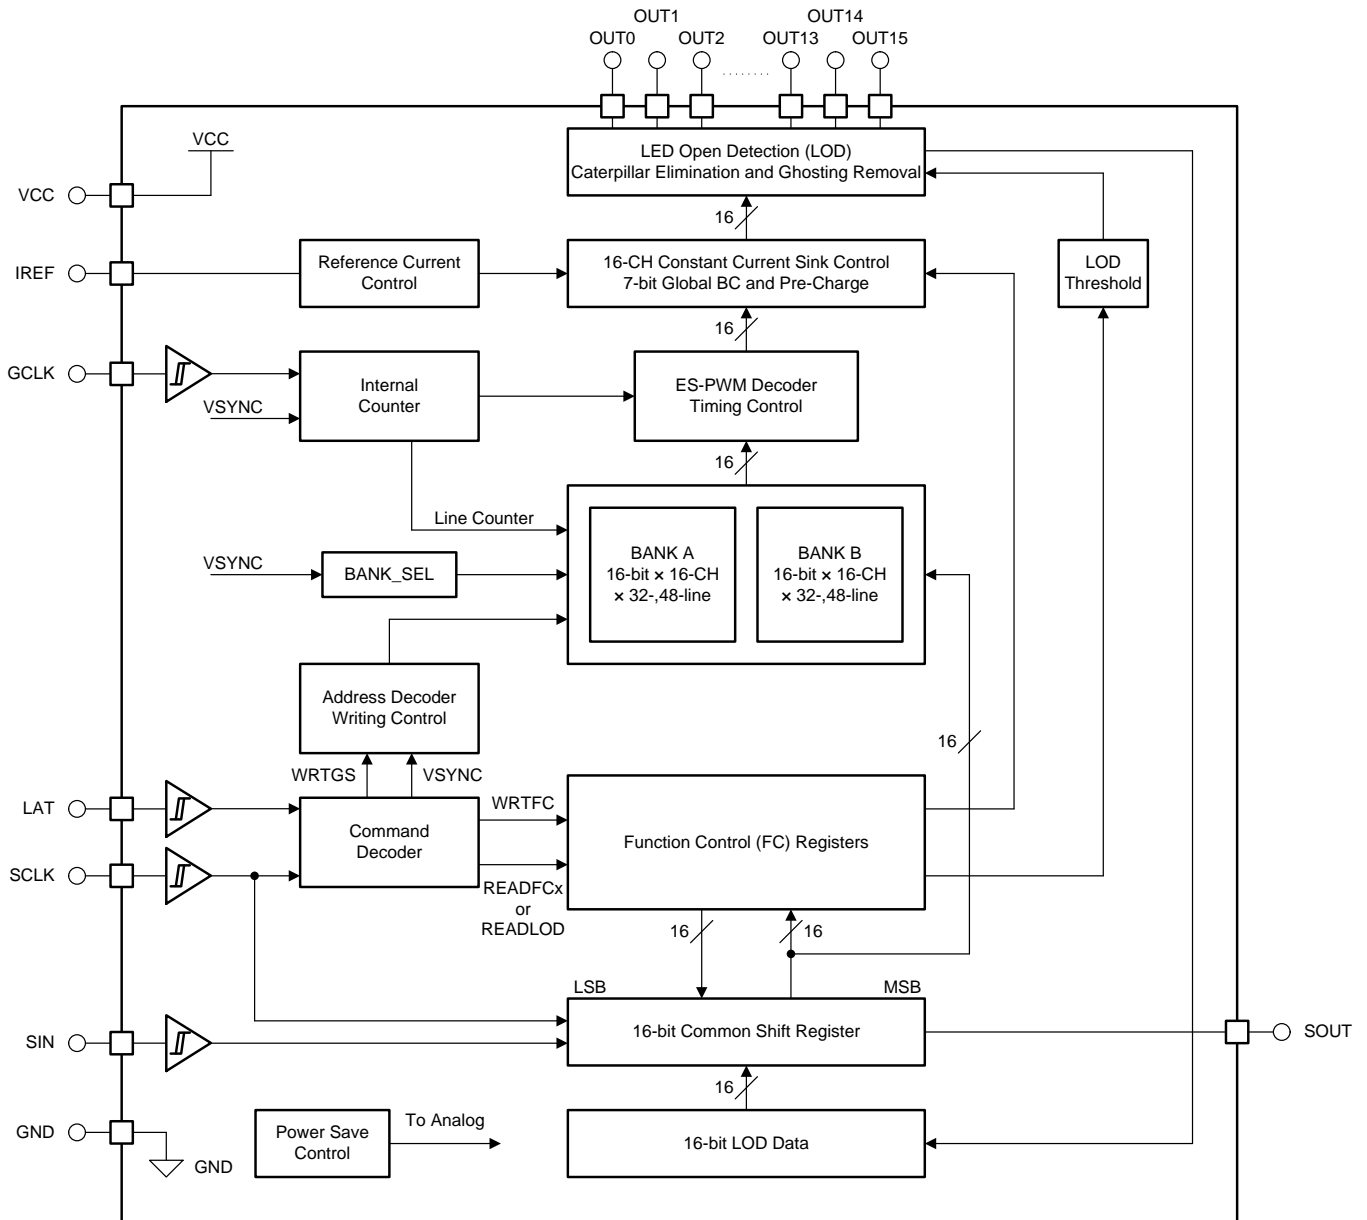 OUT1
OUT14
OUT0
OUT2
OUT13
OUT15
VCC
LED Open Detection (LOD)
Caterpillar Elimination and Ghosting Removal
VCC
16
IREF
Reference Current
Control
16-CH Constant Current Sink Control
7-bit Global BC and Pre-Charge
LOD
Threshold
16
GCLK
Internal
Counter
ES-PWM Decoder
Timing Control
VSYNC
16
Line Counter
BANK A
16-bit × 16-CH
× 32-,48-line
BANK B
16-bit × 16-CH
× 32-,48-line
VSYNC
BANK_SEL
Address Decoder
Writing Control
16
WRTGS
VSYNC
LAT
WRTFC
Command
Decoder
Function Control (FC) Registers
SCLK
READFCx
or
READLOD
16
16
LSB
MSB
SIN
16-bit Common Shift Register
SOUT
16
GND
Power Save
Control
To Analog
16-bit LOD Data
GND